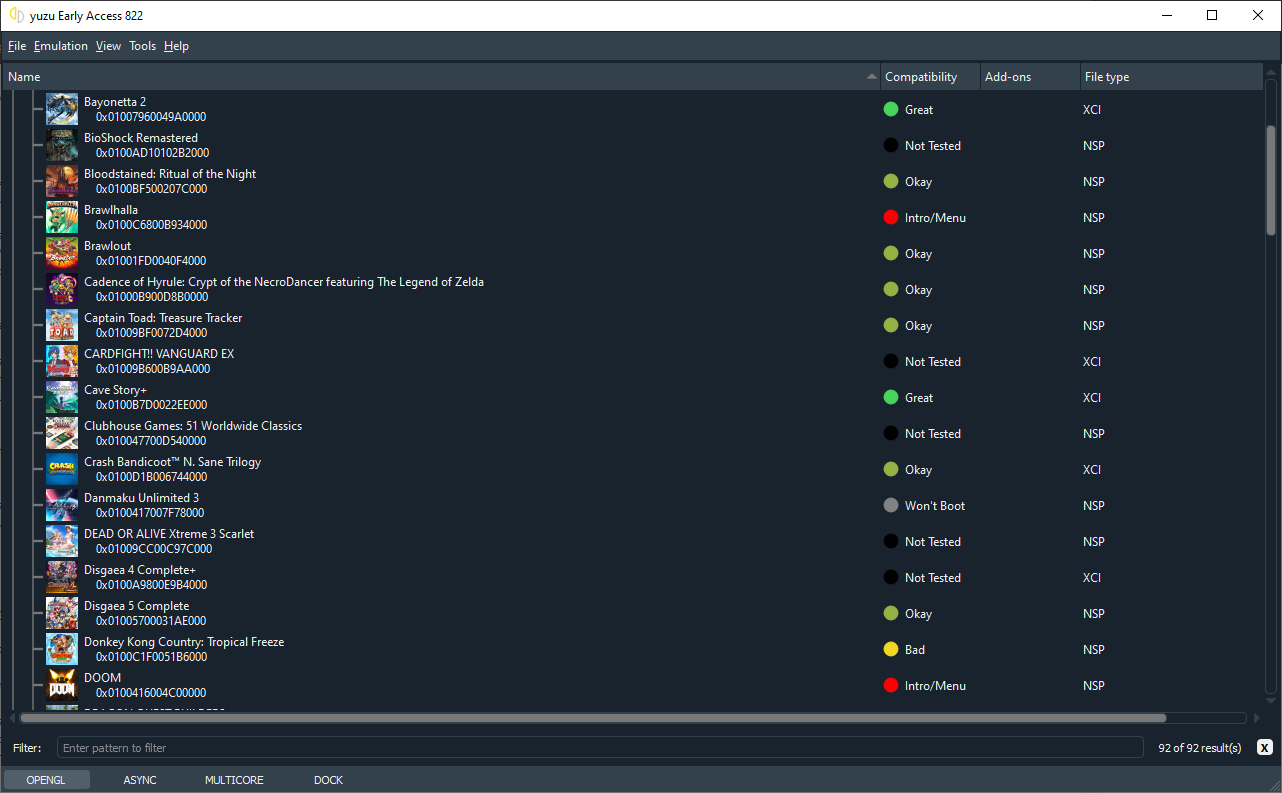 yuzu Early Access 822
File Emulation View Tools Help
Name Compatibility Add-ons File type
Bayonetta 2
0x01007960049A0000 Great XCI
BioShock Remastered
0x0100AD10102B2000 Not Tested NSP
Bloodstained: Ritual of the Night
0x0100BF500207C000 Okay NSP
Brawlhalla
0x0100C6800B934000 Intro/Menu NSP
Brawlout
0x01001FD0040F4000 Okay NSP
Cadence of Hyrule: Crypt of the NecroDancer featuring The Legend of Zelda
0x01000B900D8B0000 Okay NSP
Captain Toad: Treasure Tracker
0x01009BF0072D4000 Okay NSP
CARDFIGHT!! VANGUARD EX
0x01009B600B9AA000 Not Tested XCI
Cave Story+
0x0100B7D0022EE000 Great XCI
Clubhouse Games: 51 Worldwide Classics
0x010047700D540000 Not Tested NSP
Crash Bandicoot™ N. Sane Trilogy
0x0100D1B006744000 Okay XCI
Danmaku Unlimited 3
0x0100417007F78000 Won't Boot NSP
DEAD OR ALIVE Xtreme 3 Scarlet
0x01009CC00C97C000 Not Tested NSP
Disgaea 4 Complete+
0x0100A9800E9B4000 Not Tested XCI
Disgaea 5 Complete
0x01005700031AE000 Okay NSP
Donkey Kong Country: Tropical Freeze
0x0100C1F0051B6000 Bad NSP
DOOM
0x0100416004C00000 Intro/Menu NSP
Filter: Enter pattern to filter 92 of 92 result(s) X
OPENGL ASYNC MULTICORE DOCK